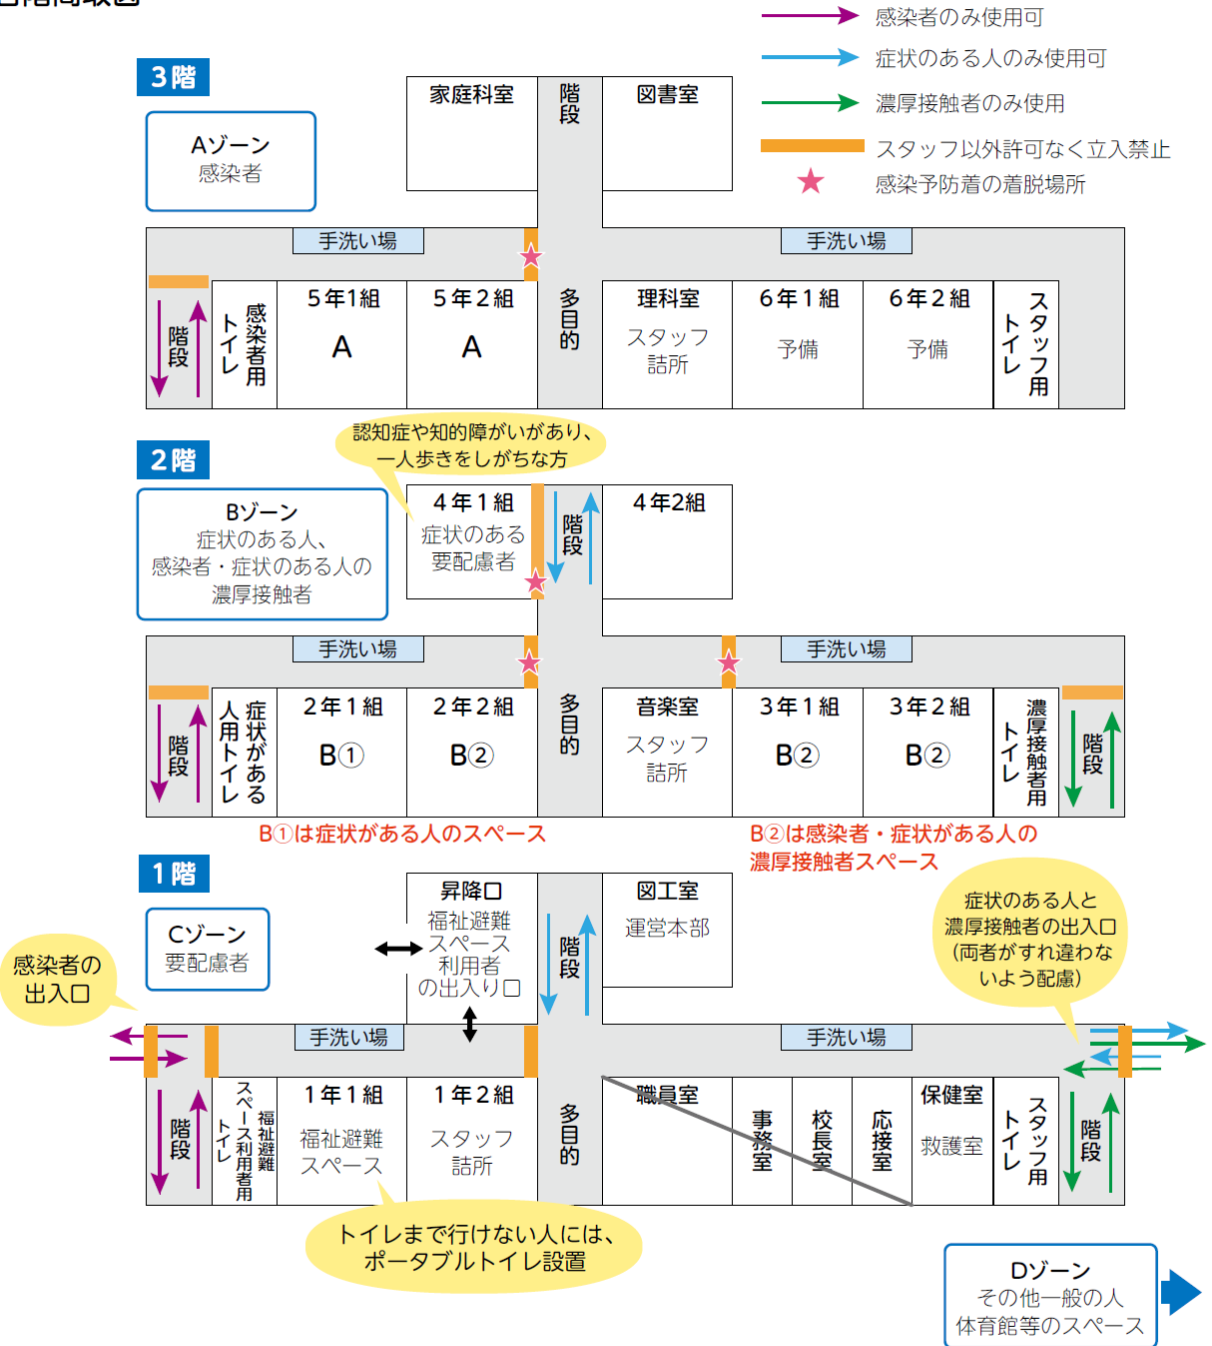 各階間取図
感染者のみ使用可
症状のある人のみ使用可
濃厚接触者のみ使用
スタッフ以外許可なく立入禁止
感染予防着の着脱場所
3階
Aゾーン
感染者
家庭科室
階段
図書室
手洗い場
手洗い場
階段
感染者用
トイレ
5年1組
A
5年2組
A
多目的
理科室
スタッフ
詰所
6年1組
予備
6年2組
予備
スタッフ用
トイレ
認知症や知的障がいがあり、
一人歩きをしがちな方
2階
Bゾーン
症状のある人、
感染者・症状のある人の
濃厚接触者
4年1組
症状のある
要配慮者
階段
4年2組
手洗い場
手洗い場
階段
症状がある
人用トイレ
2年1組
B①
2年2組
B②
多目的
音楽室
スタッフ
詰所
3年1組
B②
3年2組
B②
濃厚接触者用
トイレ
階段
B①は症状がある人のスペース
B②は感染者・症状がある人の
濃厚接触者スペース
1階
Cゾーン
要配慮者
感染者の
出入口
昇降口
福祉避難
スペース
利用者
の出入り口
階段
図工室
運営本部
症状のある人と
濃厚接触者の出入口
(両者がすれ違わな
いよう配慮)
手洗い場
手洗い場
階段
福祉避難
スペース利用者用
トイレ
1年1組
福祉避難
スペース
1年2組
スタッフ
詰所
多目的
職員室
事務室
校長室
応接室
保健室
救護室
スタッフ用
トイレ
階段
トイレまで行けない人には、
ポータブルトイレ設置
Dゾーン
その他一般の人
体育館等のスペース